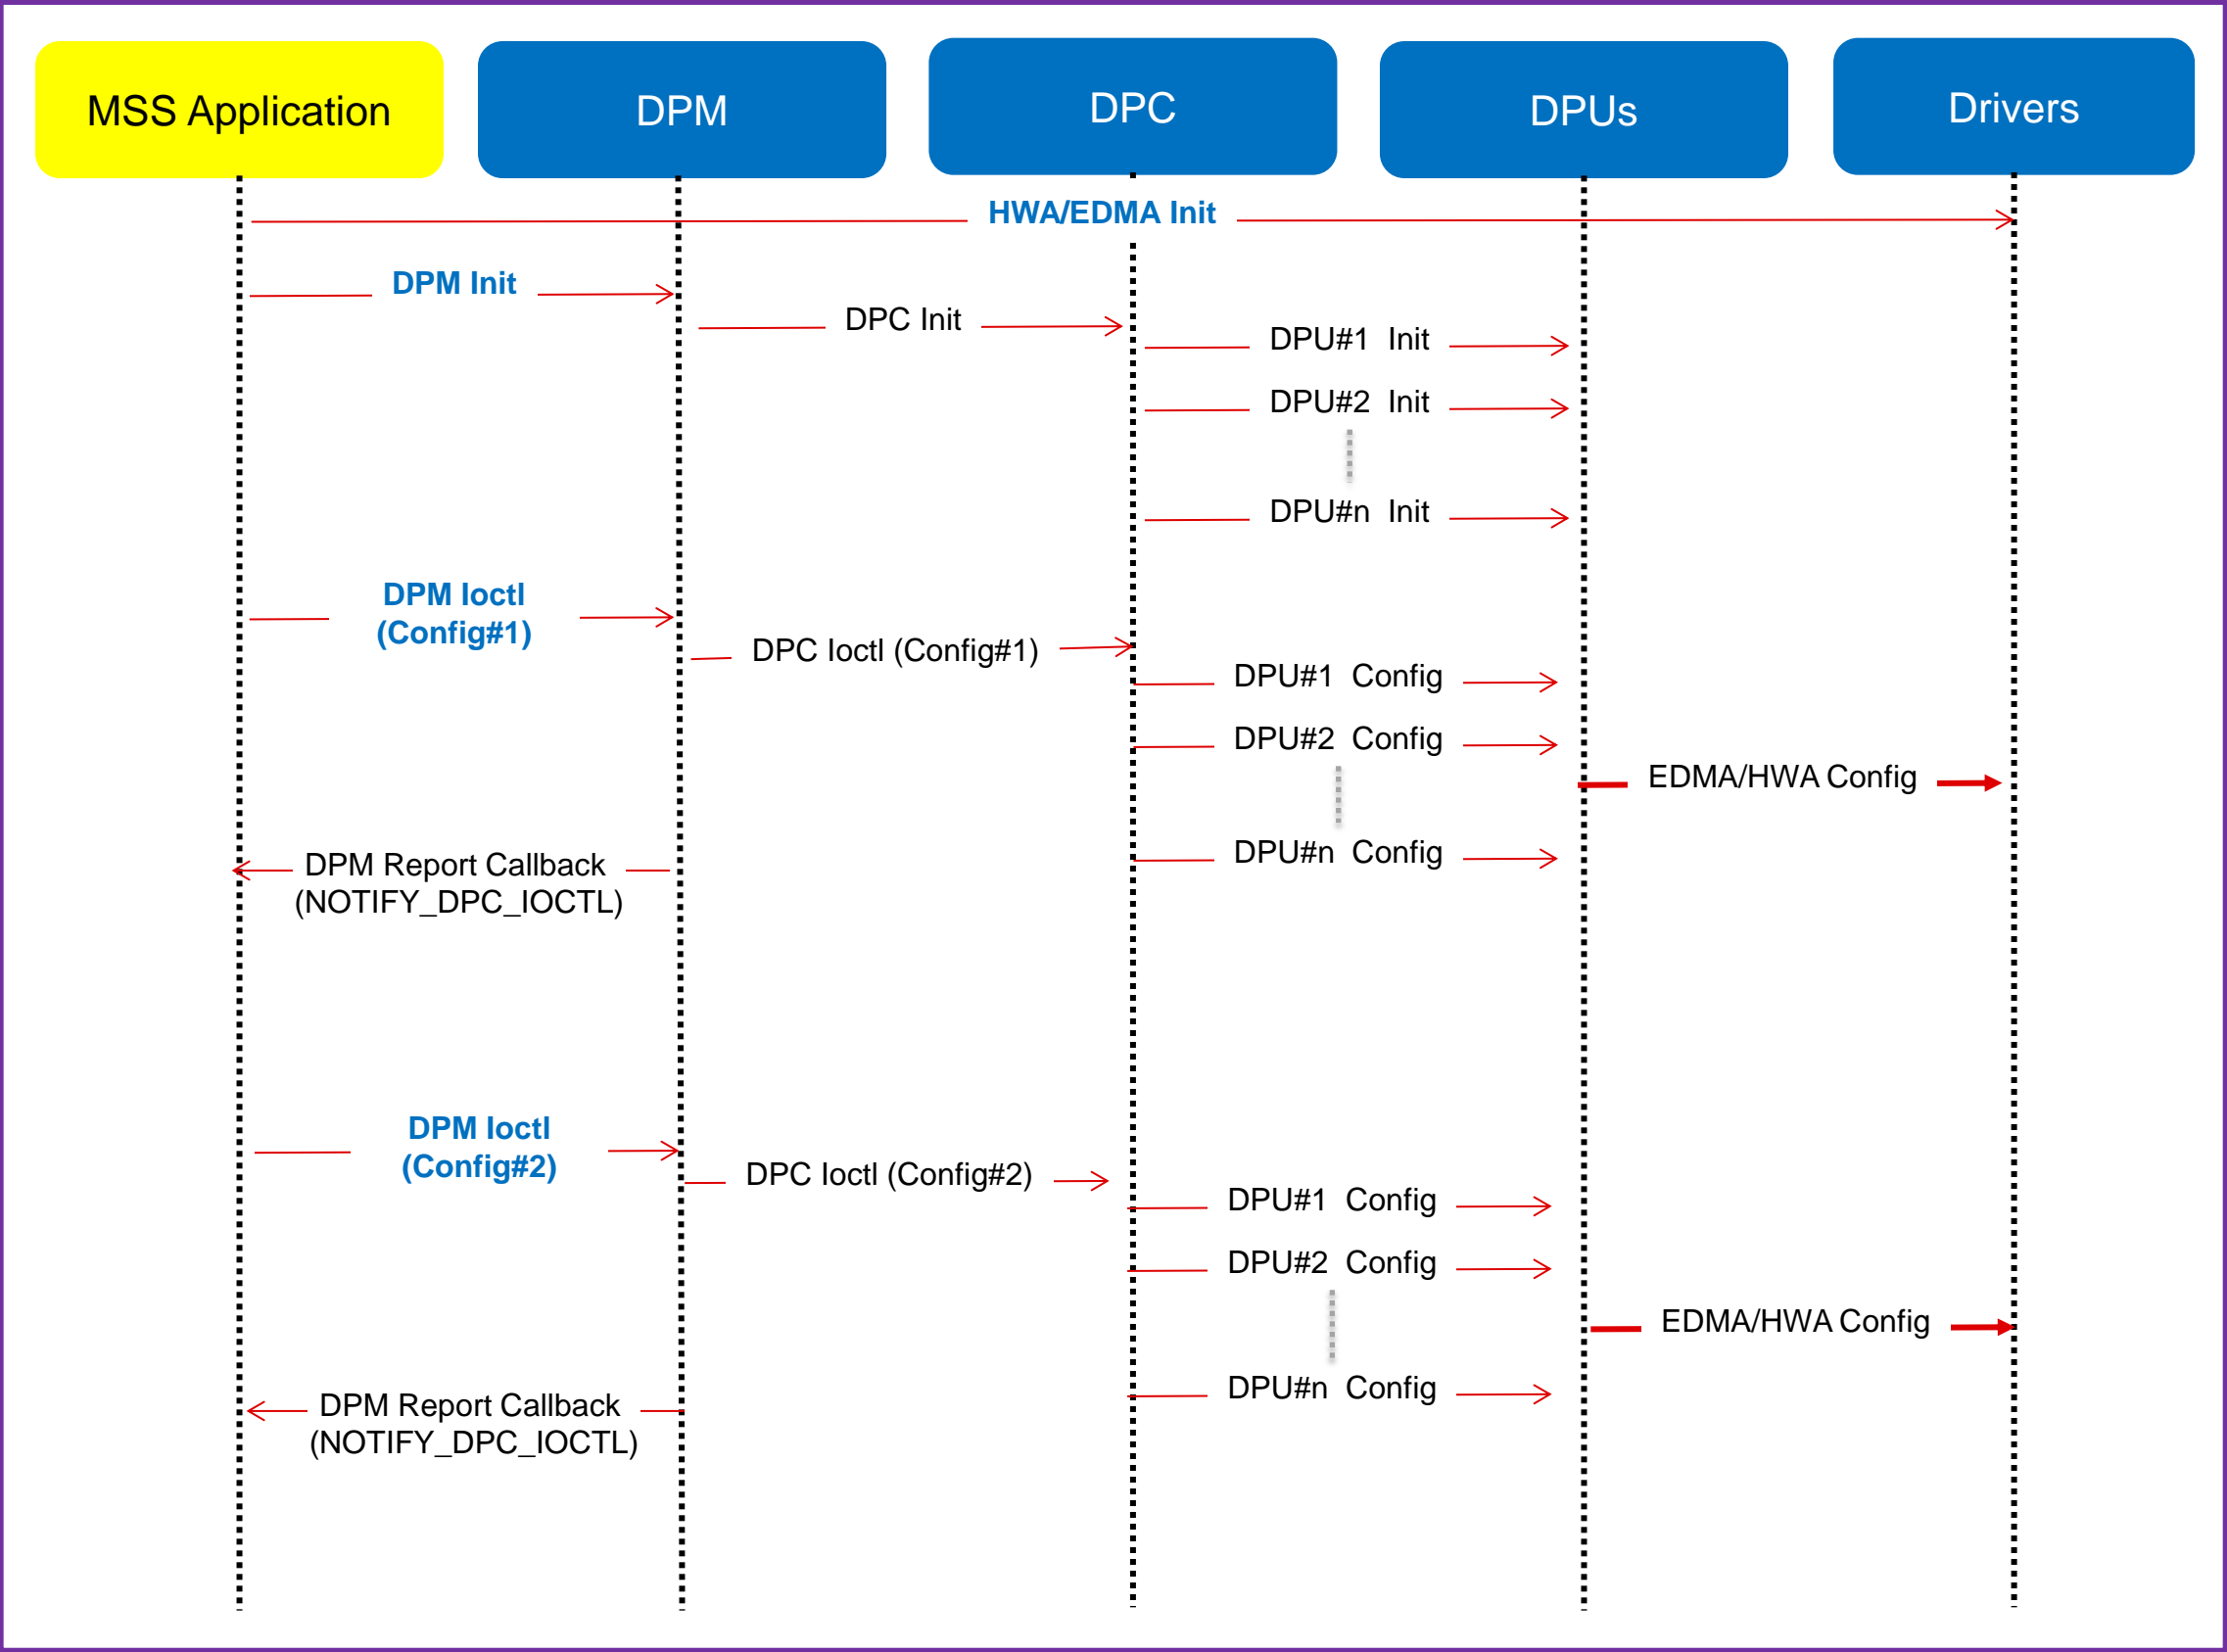 MSS Application
DPM
DPC
DPUs
Drivers
HWA/EDMA Init
DPM Init
DPC Init
DPU#1 Init
DPU#2 Init
DPU#n Init
DPM Ioctl
(Config#1)
DPC Ioctl (Config#1)
DPU#1 Config
DPU#2 Config
EDMA/HWA Config
DPU#n Config
DPM Report Callback
(NOTIFY_DPC_IOCTL)
DPM Ioctl
(Config#2)
DPC Ioctl (Config#2)
DPU#1 Config
DPU#2 Config
EDMA/HWA Config
DPU#n Config
DPM Report Callback
(NOTIFY_DPC_IOCTL)